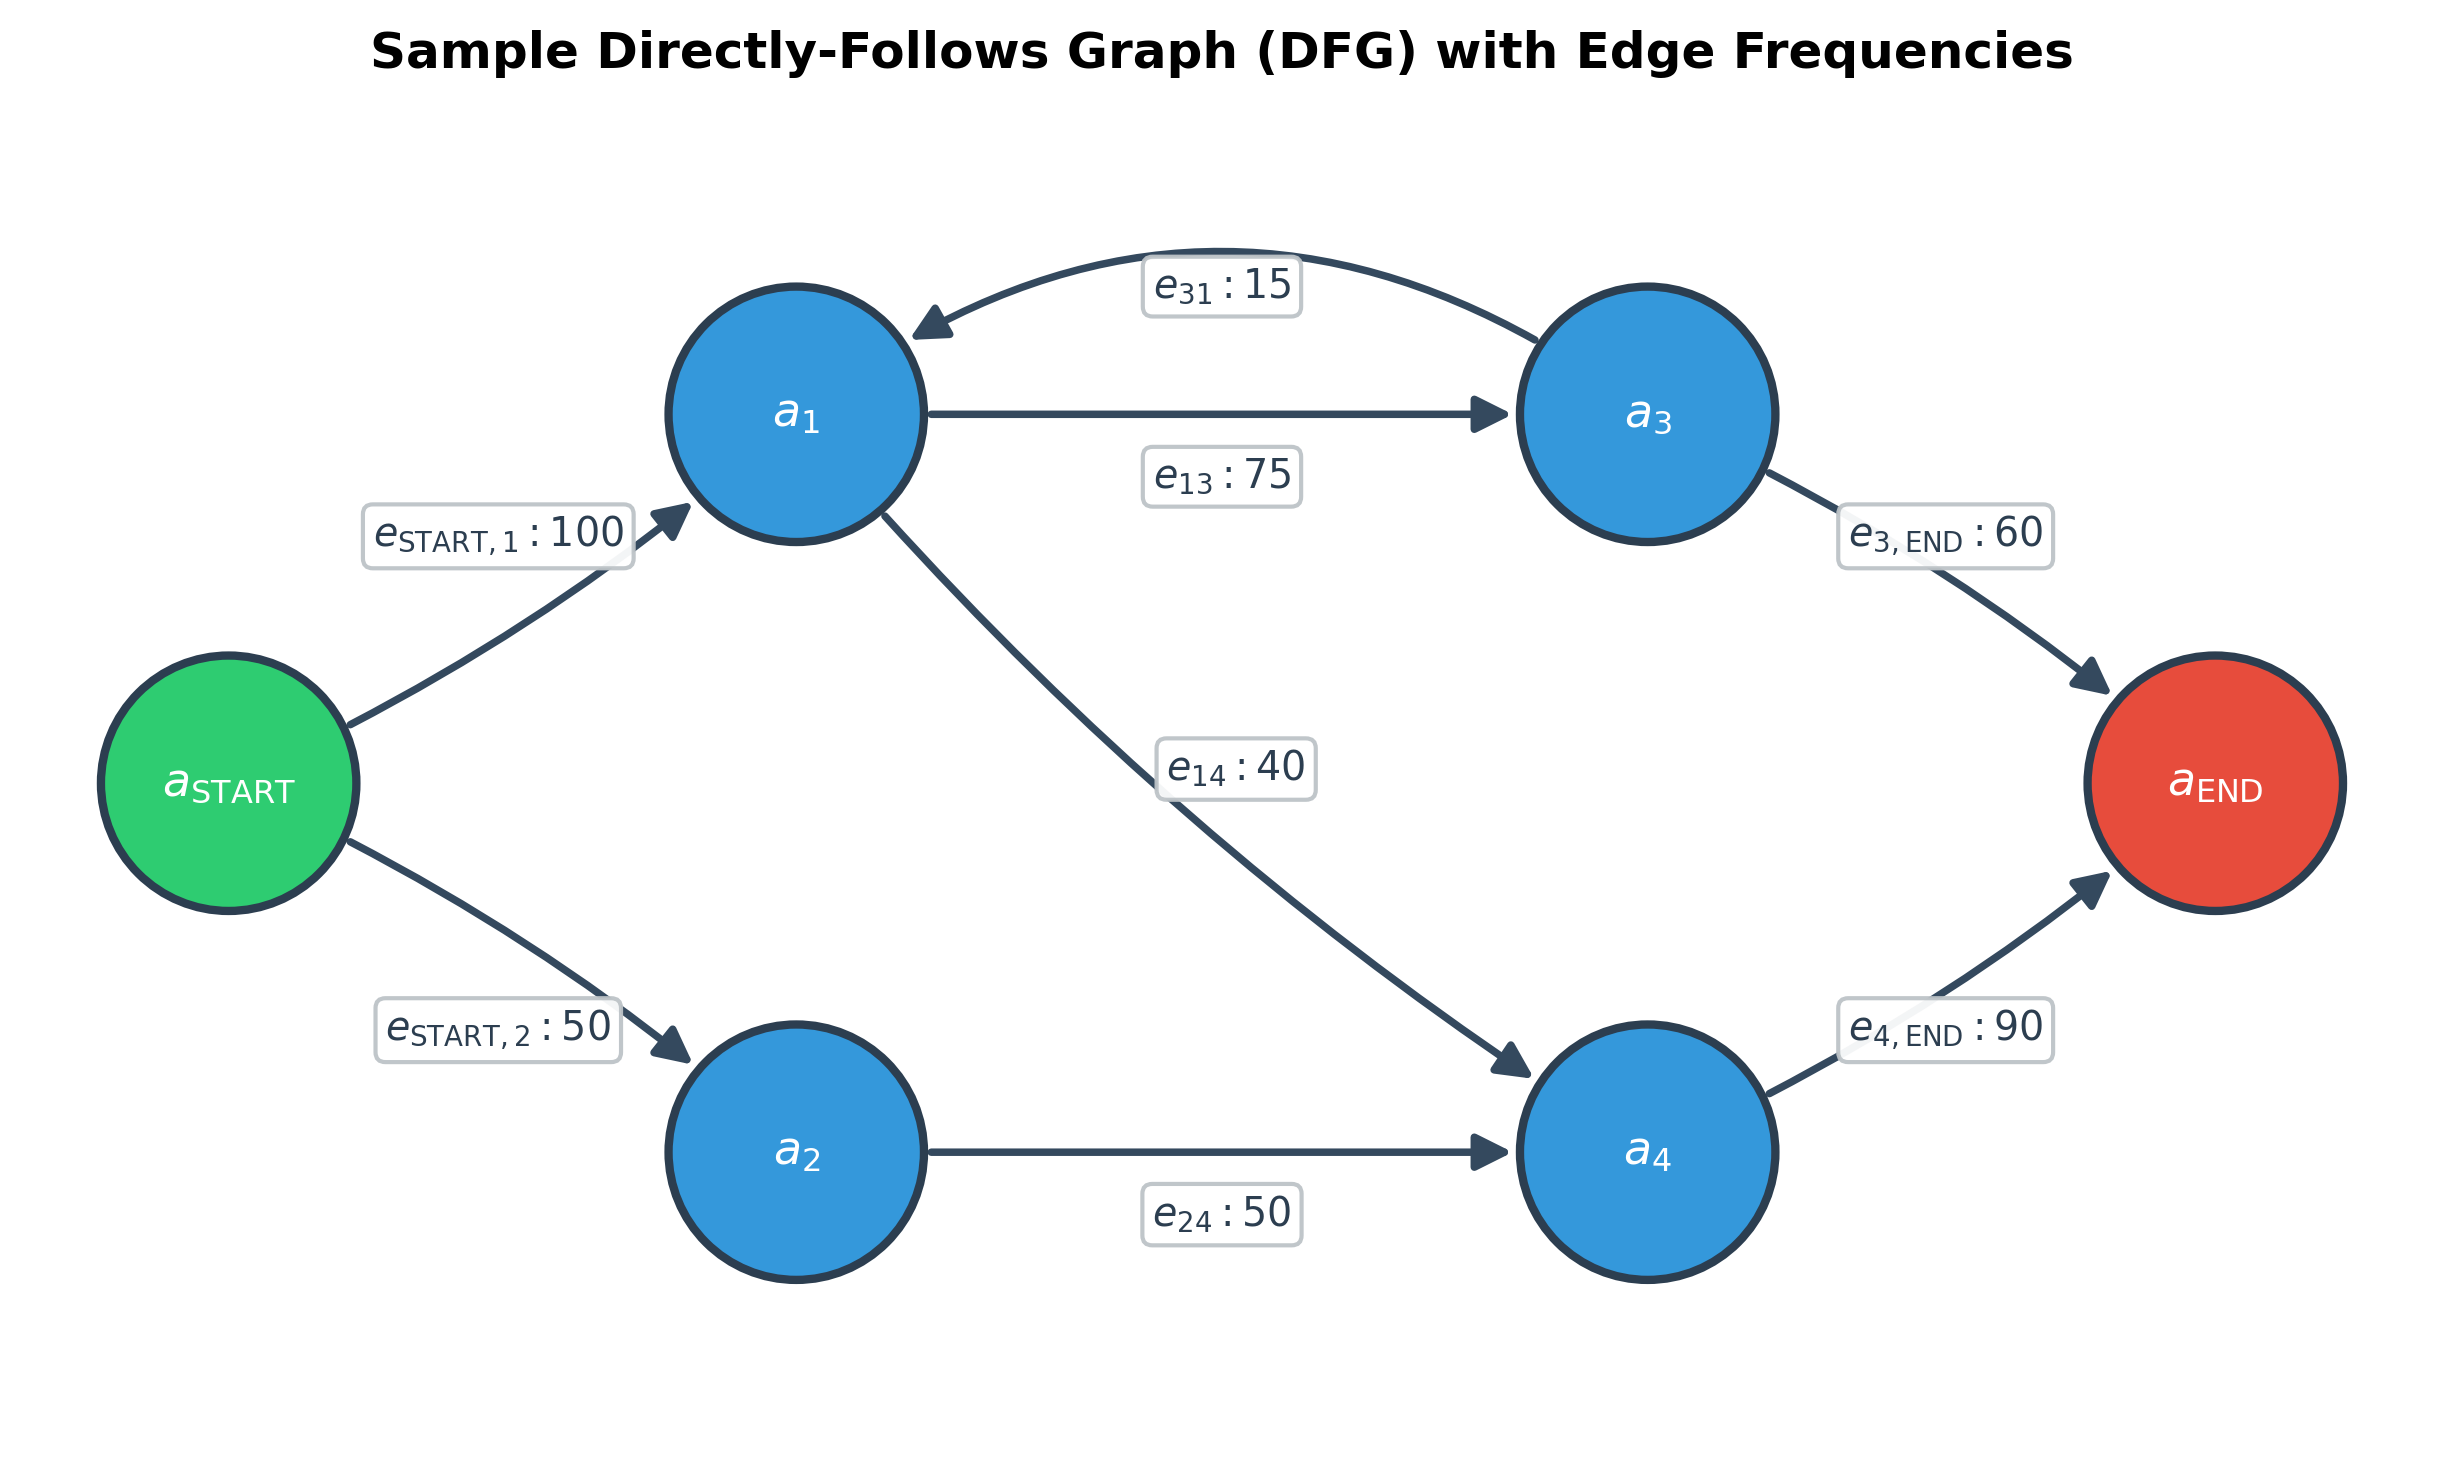 Sample Directly-Follows Graph (DFG) with Edge Frequencies
e31 : 15
a1
a3
e13 : 75
eSTART, 1 : 100
e3, END : 60
e14 : 40
aSTART
aEND
eSTART, 2 : 50
e4, END : 90
a2
a4
e24 : 50